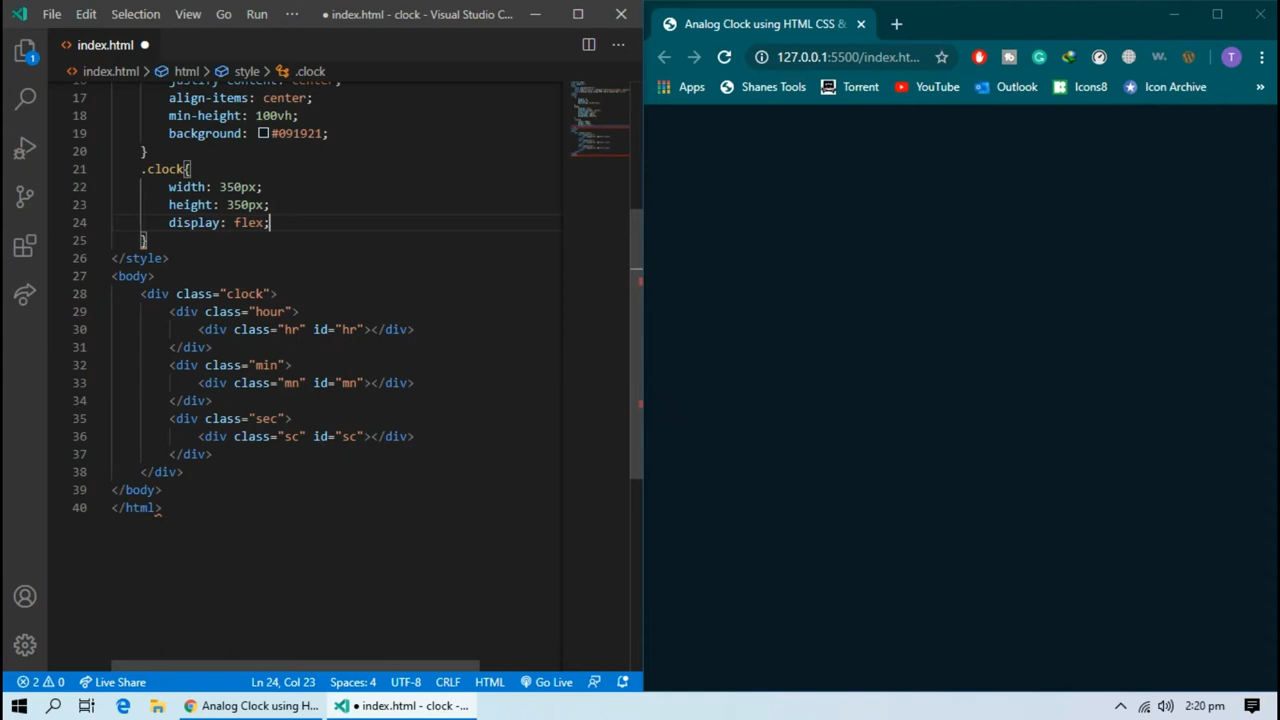 File Edit Selection View Go Run ··· ● index.html - clock - Visual Studio C...
index.html ●
index.html > html > style > .clock
17 align-items: center;
18 min-height: 100vh;
19 background: #091921;
20 }
21 .clock{
22 width: 350px;
23 height: 350px;
24 display: flex;
25 }
26 </style>
27 <body>
28 <div class="clock">
29 <div class="hour">
30 <div class="hr" id="hr"></div>
31 </div>
32 <div class="min">
33 <div class="mn" id="mn"></div>
34 </div>
35 <div class="sec">
36 <div class="sc" id="sc"></div>
37 </div>
38 </div>
39 </body>
40 </html>
1
2 0 Live Share Ln 24, Col 23 Spaces: 4 UTF-8 CRLF HTML Go Live
Analog Clock using HTML CSS &
127.0.0.1:5500/index.ht...
T
Apps Shanes Tools Torrent YouTube Outlook Icons8 Icon Archive »
Analog Clock using H... ● index.html - clock -... 2:20 pm